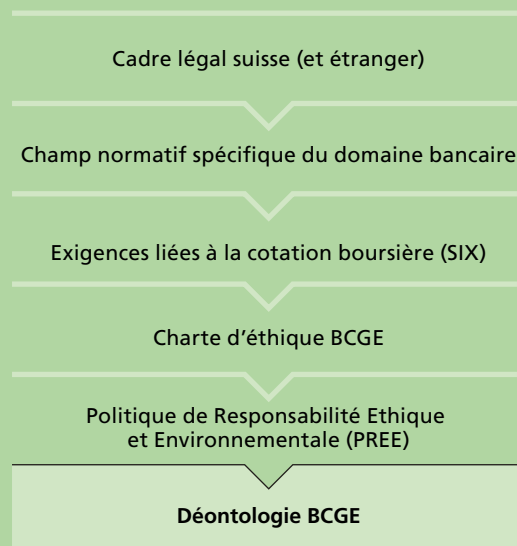 Cadre légal suisse (et étranger)
Champ normatif spécifique du domaine bancaire
Exigences liées à la cotation boursière (SIX)
Charte d’éthique BCGE
Politique de Responsabilité Ethique
et Environnementale (PREE)
Déontologie BCGE